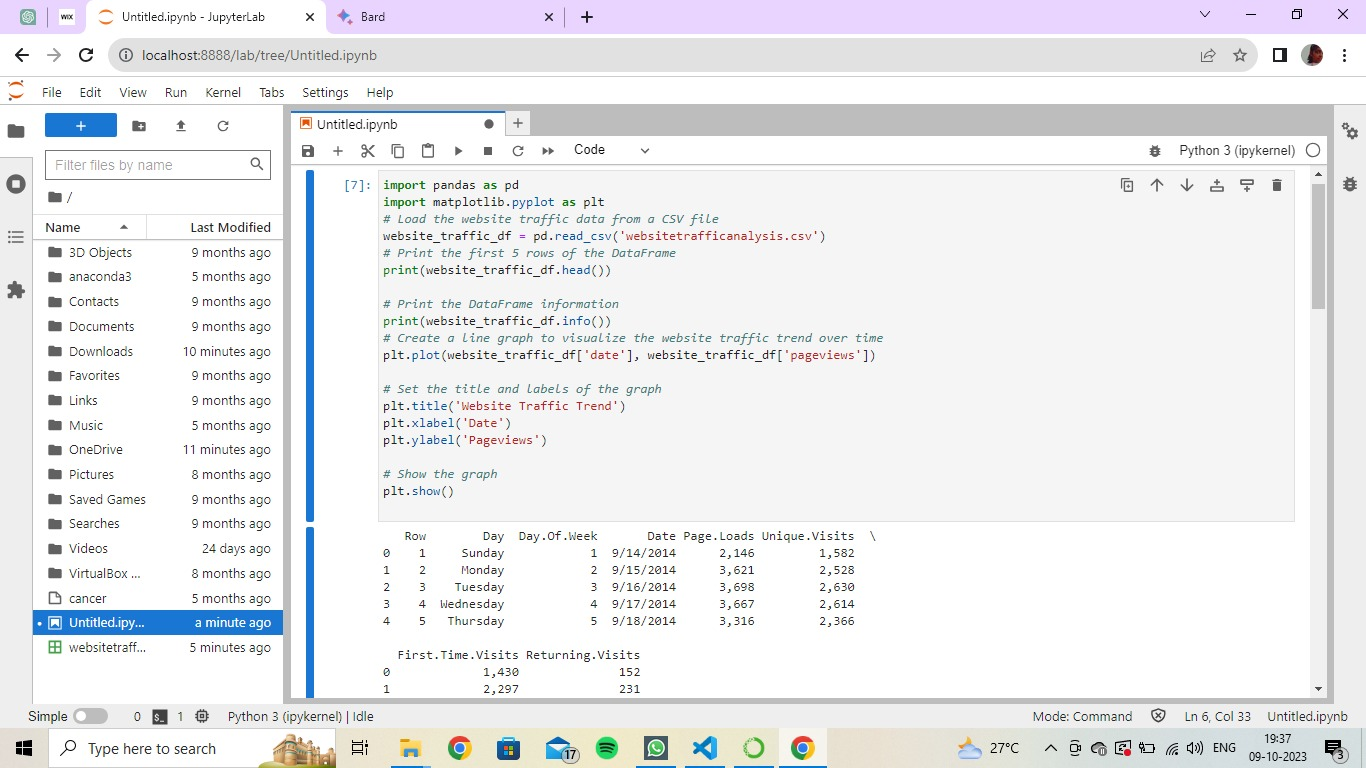 WIX
Untitled.ipynb - JupyterLab
Bard
localhost:8888/lab/tree/Untitled.ipynb
File Edit View Run Kernel Tabs Settings Help
Untitled.ipynb
Code
Python 3 (ipykernel)
Filter files by name
/
Name Last Modified
3D Objects 9 months ago
anaconda3 5 months ago
Contacts 9 months ago
Documents 9 months ago
Downloads 10 minutes ago
Favorites 9 months ago
Links 9 months ago
Music 5 months ago
OneDrive 11 minutes ago
Pictures 8 months ago
Saved Games 9 months ago
Searches 9 months ago
Videos 24 days ago
VirtualBox ... 8 months ago
cancer 5 months ago
Untitled.ipy... a minute ago
websitetraff... 5 minutes ago
[7]:
import pandas as pd
import matplotlib.pyplot as plt
# Load the website traffic data from a CSV file
website_traffic_df = pd.read_csv('websitetrafficanalysis.csv')
# Print the first 5 rows of the DataFrame
print(website_traffic_df.head())
# Print the DataFrame information
print(website_traffic_df.info())
# Create a line graph to visualize the website traffic trend over time
plt.plot(website_traffic_df['date'], website_traffic_df['pageviews'])
# Set the title and labels of the graph
plt.title('Website Traffic Trend')
plt.xlabel('Date')
plt.ylabel('Pageviews')
# Show the graph
plt.show()
Row Day Day.Of.Week Date Page.Loads Unique.Visits \
0 1 Sunday 1 9/14/2014 2,146 1,582
1 2 Monday 2 9/15/2014 3,621 2,528
2 3 Tuesday 3 9/16/2014 3,698 2,630
3 4 Wednesday 4 9/17/2014 3,667 2,614
4 5 Thursday 5 9/18/2014 3,316 2,366
First.Time.Visits Returning.Visits
0 1,430 152
1 2,297 231
Simple 0 1 Python 3 (ipykernel) | Idle
Mode: Command Ln 6, Col 33 Untitled.ipynb
Type here to search
17
27°C
ENG
19:37
09-10-2023
3